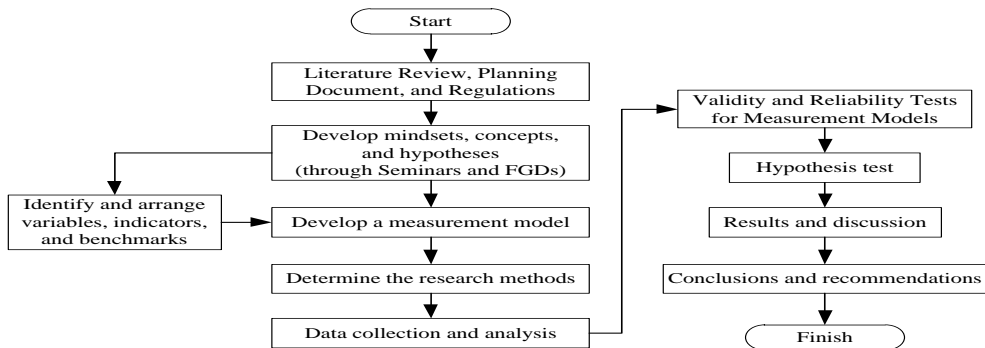 Start
Literature Review, Planning
Document, and Regulations
Develop mindsets, concepts,
and hypotheses
(through Seminars and FGDs)
Identify and arrange
variables, indicators,
and benchmarks
Develop a measurement model
Determine the research methods
Data collection and analysis
Validity and Reliability Tests
for Measurement Models
Hypothesis test
Results and discussion
Conclusions and recommendations
Finish